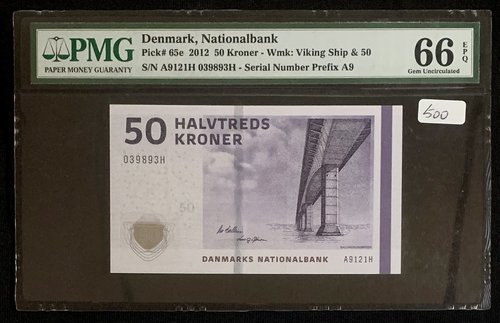 PMG
PAPER MONEY GUARANTY
Denmark, Nationalbank
Pick# 65e 2012 50 Kroner - Wmk: Viking Ship & 50
S/N A9121H 039893H - Serial Number Prefix A9
66 EPQ
Gem Uncirculated
500
50 HALVTREDS
KRONER
039893H
50
DANMARKS NATIONALBANK
A9121H